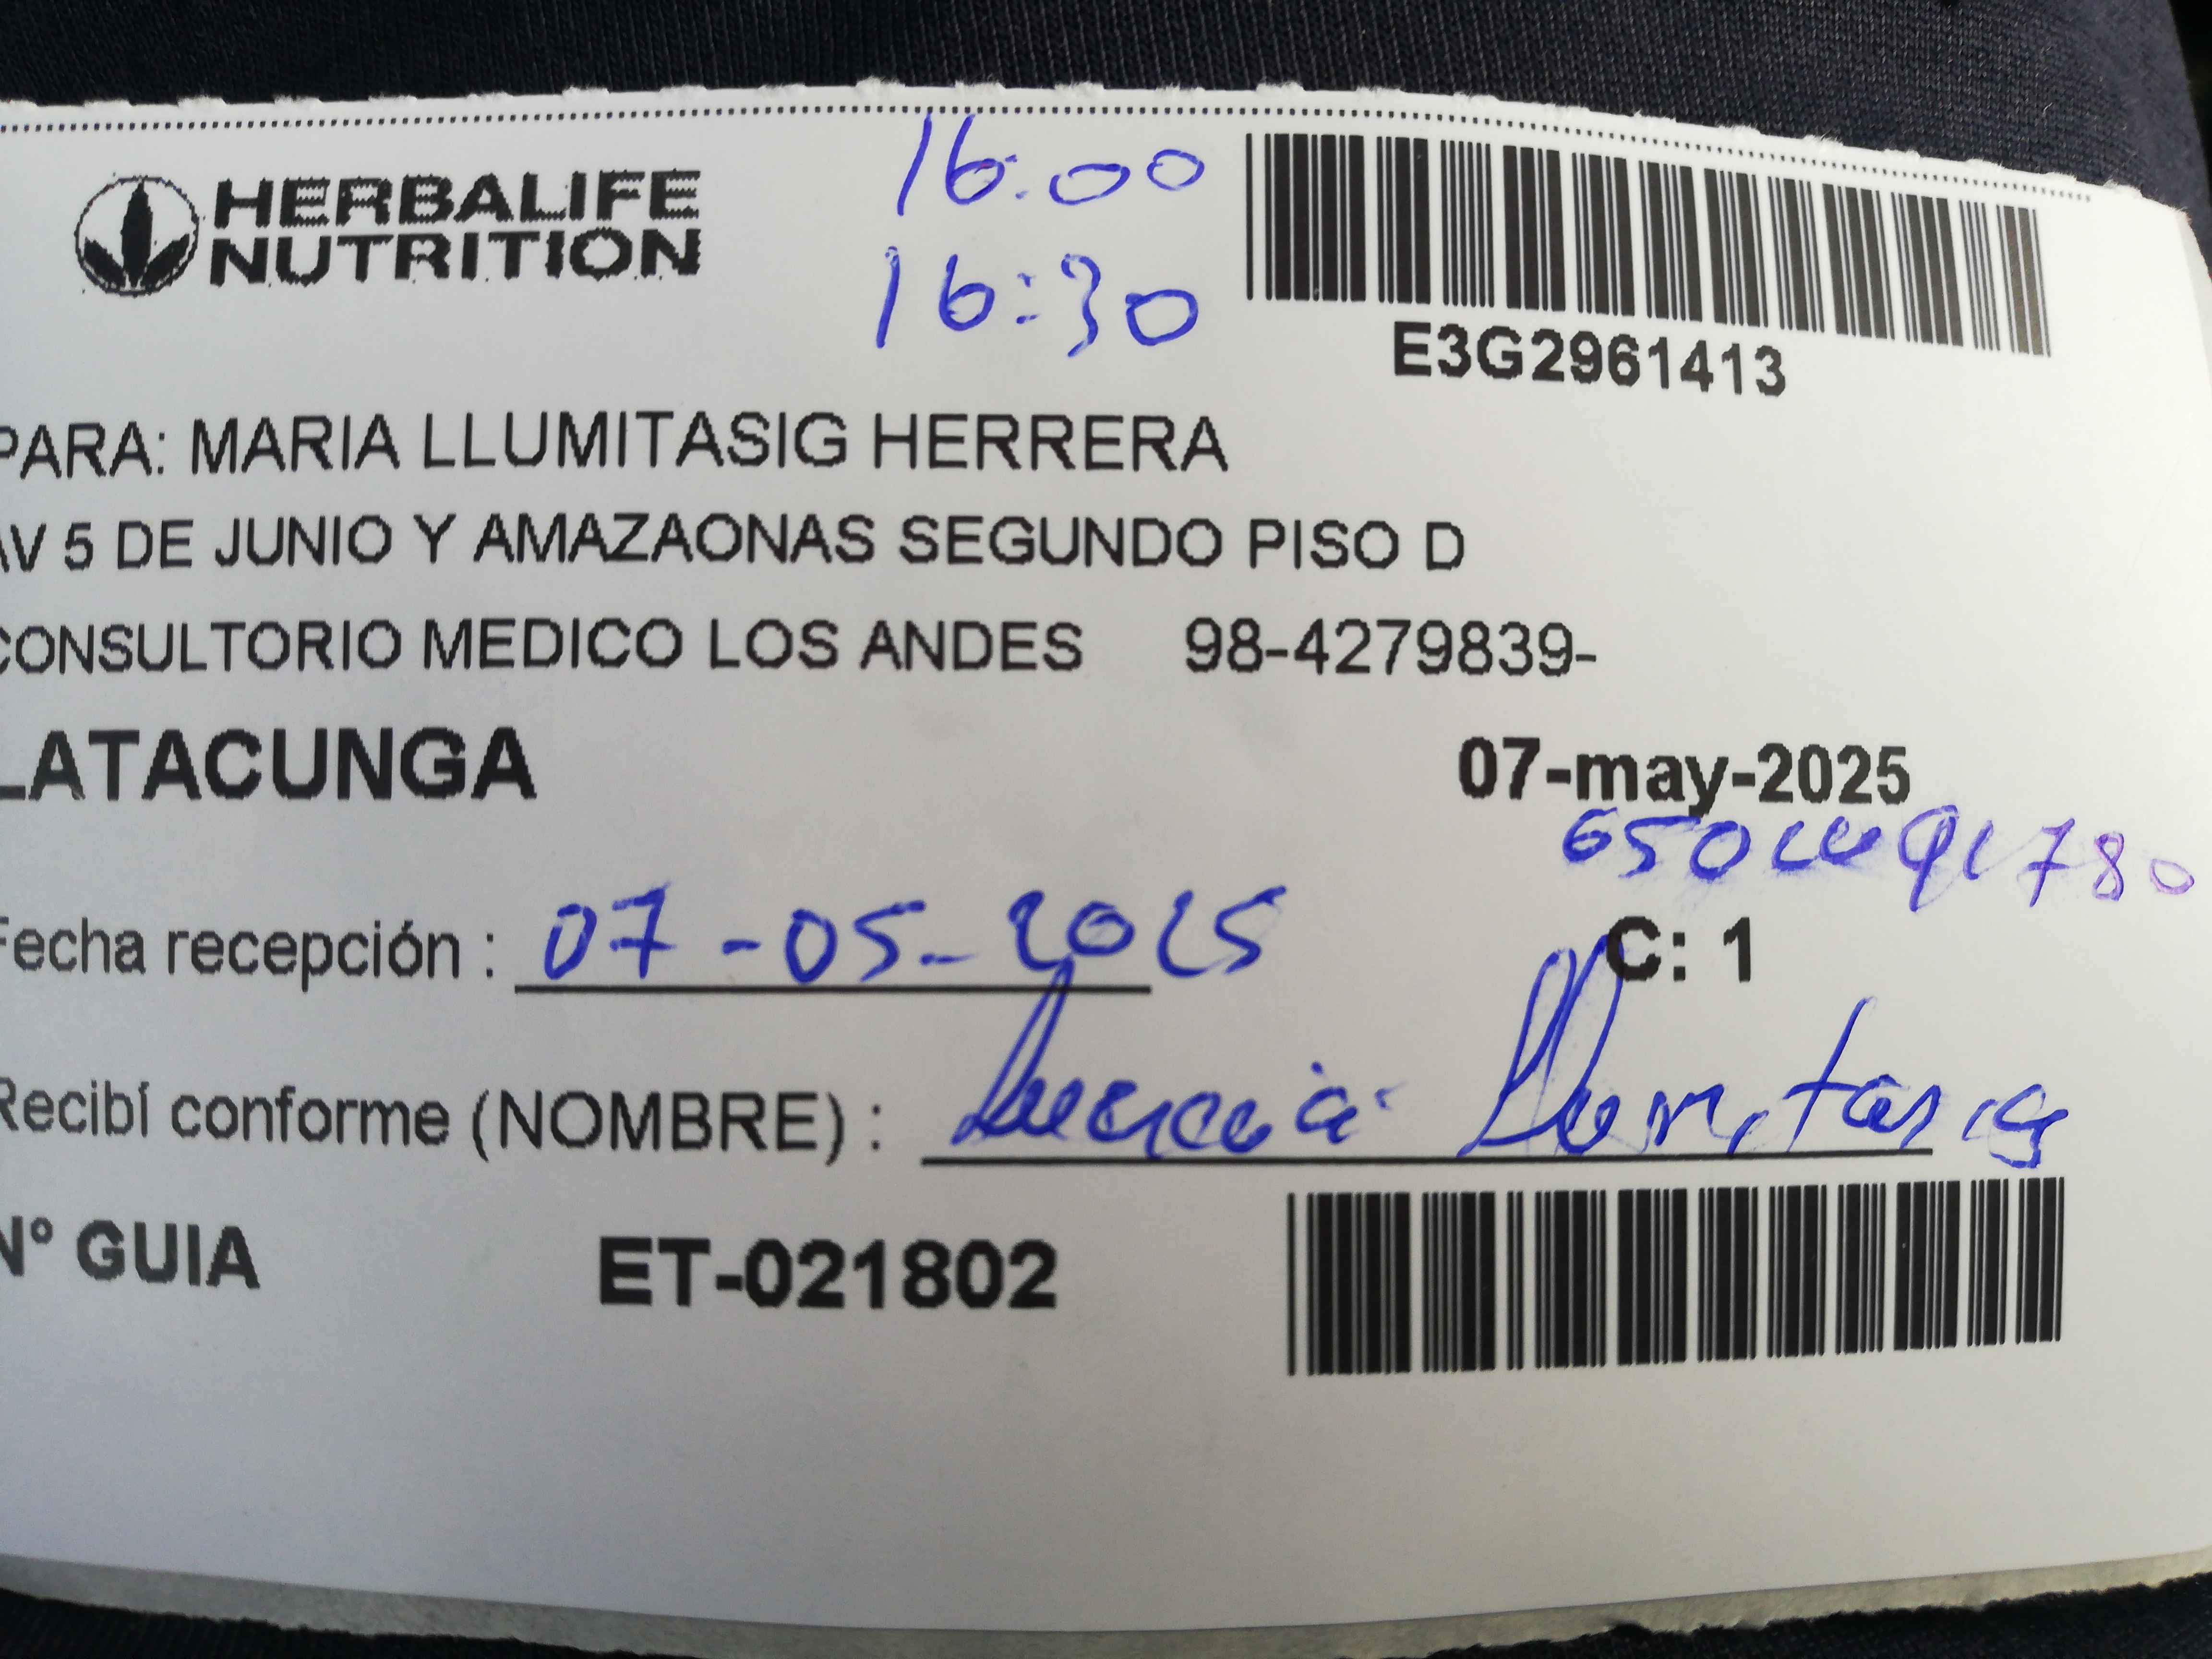 HERBALIFE
NUTRITION
16:00
16:30
E3G2961413
PARA: MARIA LLUMITASIG HERRERA
AV 5 DE JUNIO Y AMAZAONAS SEGUNDO PISO D
CONSULTORIO MEDICO LOS ANDES 98-4279839-
LATACUNGA
07-may-2025
Fecha recepción : 07-05-2025
C: 1
Recibí conforme (NOMBRE) : Llumitasig
N° GUIA ET-021802